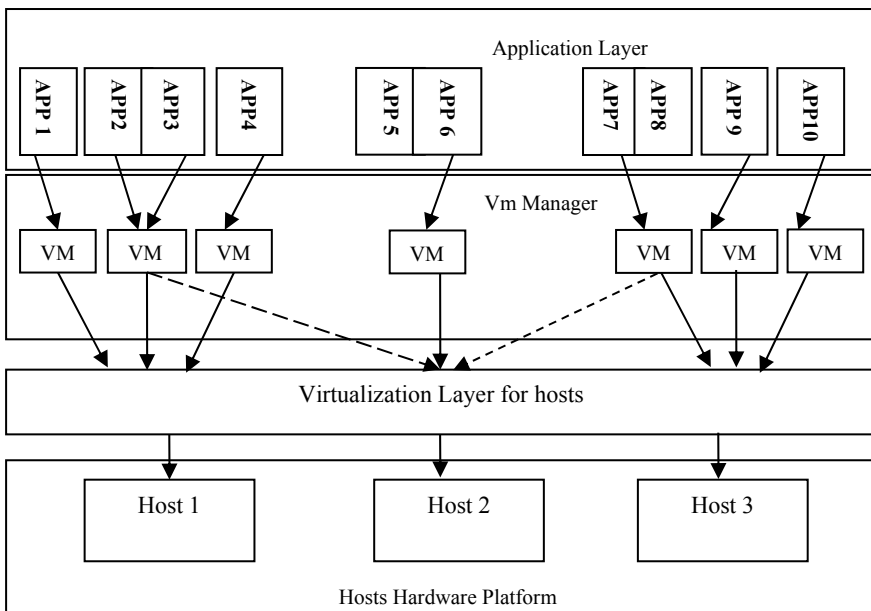 Application Layer
APP 1
APP2
APP3
APP4
APP 5
APP 6
APP7
APP8
APP 9
APP10
Vm Manager
VM
VM
VM
VM
VM
VM
VM
Virtualization Layer for hosts
Host 1
Host 2
Host 3
Hosts Hardware Platform